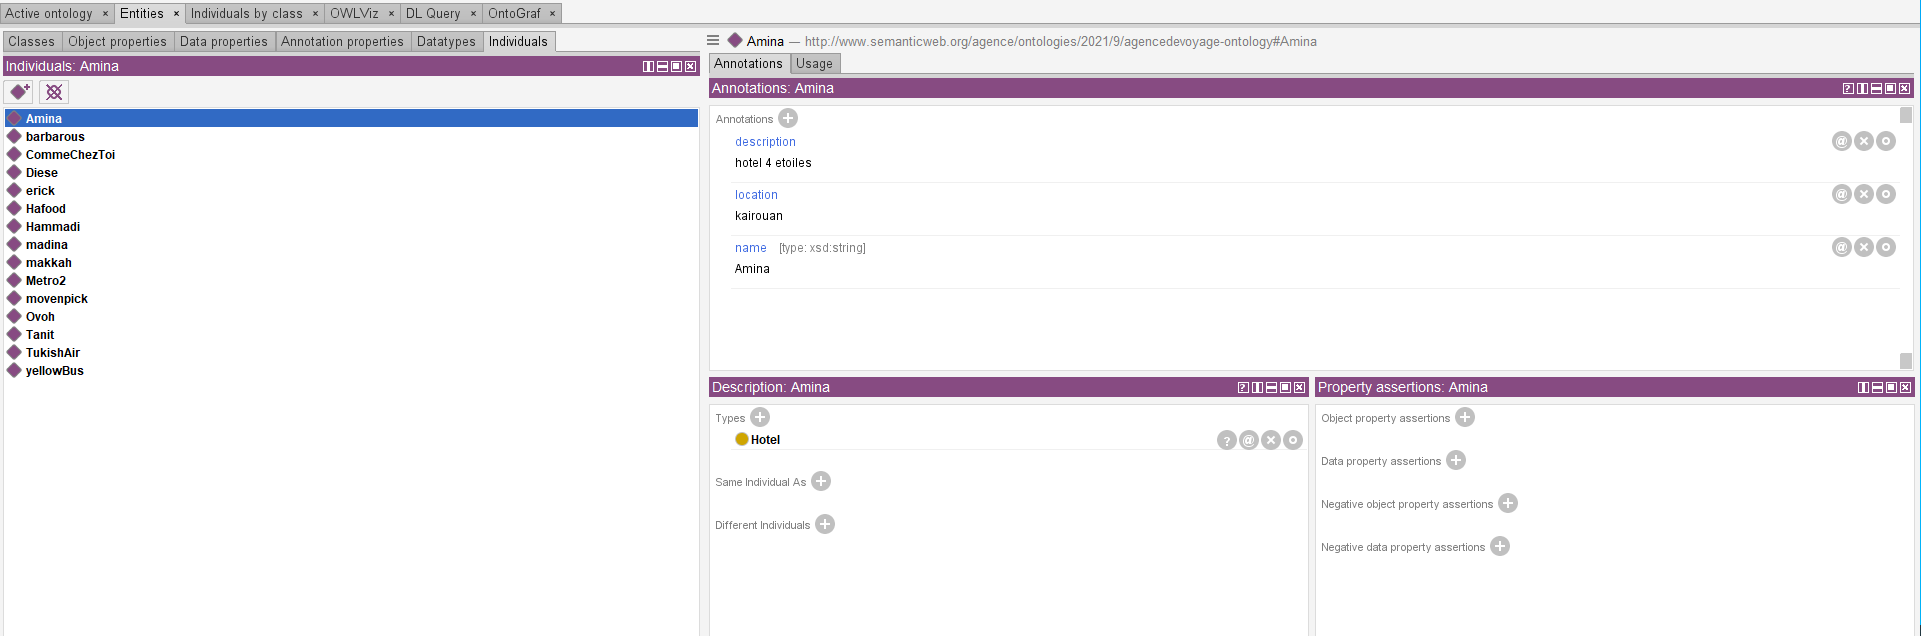 Active ontology × Entities × Individuals by class × OWLViz × DL Query × OntoGraf ×
Classes Object properties Data properties Annotation properties Datatypes Individuals
Individuals: Amina
Amina
barbarous
CommeChezToi
Diese
erick
Hafood
Hammadi
madina
makkah
Metro2
movenpick
Ovoh
Tanit
TukishAir
yellowBus
Amina — http://www.semanticweb.org/agence/ontologies/2021/9/agencedevoyage-ontology#Amina
Annotations Usage
Annotations: Amina
Annotations
description
hotel 4 etoiles
location
kairouan
name [type: xsd:string]
Amina
Description: Amina
Types
Hotel
Same Individual As
Different Individuals
Property assertions: Amina
Object property assertions
Data property assertions
Negative object property assertions
Negative data property assertions